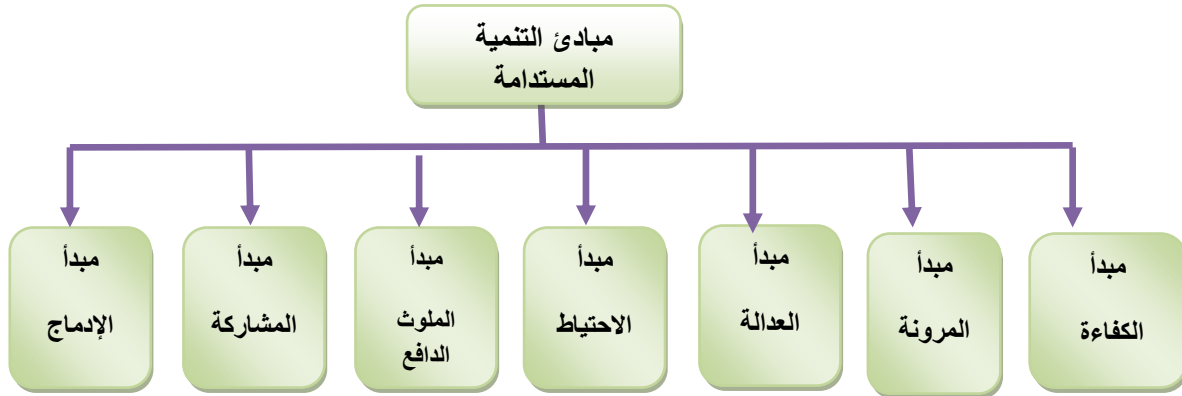 مبادئ التنمية
المستدامة
مبدأ
الكفاءة
مبدأ
المرونة
مبدأ
العدالة
مبدأ
الاحتياط
مبدأ
الملوث
الدافع
مبدأ
المشاركة
مبدأ
الإدماج